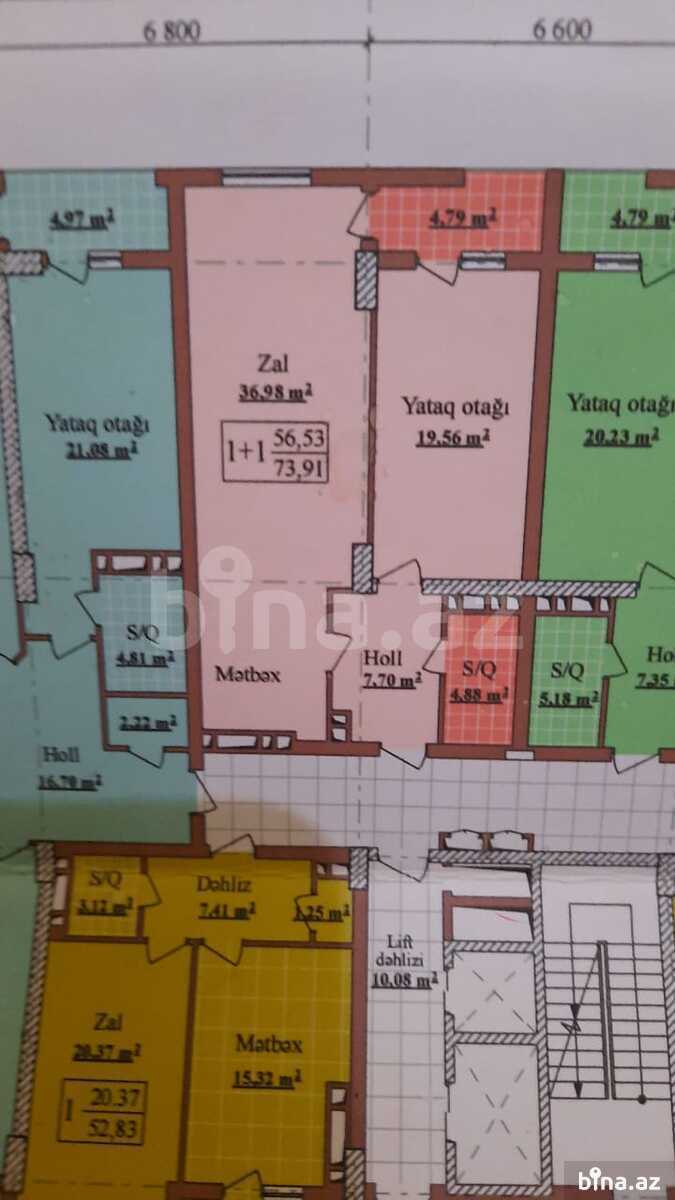 6 800
6 600
4.97 m²
4.79 m²
4.79 m²
Zal
36.98 m²
1+1 56,53
73,91
Yataq otağı
21.08 m²
Yataq otağı
19.56 m²
Yataq otağı
20.23 m²
bina.az
S/Q
4.81 m²
Mətbəx
Holl
7.70 m²
S/Q
4.88 m²
S/Q
5.18 m²
Ho
7.35
2.22 m²
Holl
16.70 m²
S/Q
3.12 m²
Dəhliz
7.41 m²
1.25 m²
Lift
dəhlizi
10.08 m²
Zal
20.37 m²
1 20.37
52,83
Mətbəx
15.32 m²
bina.az